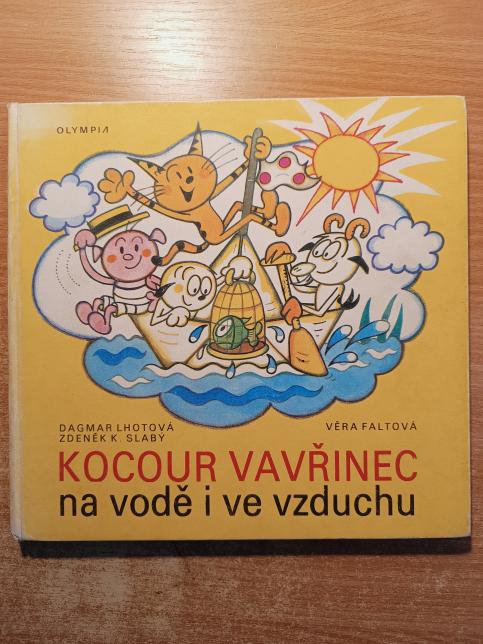 OLYMPIA
DAGMAR LHOTOVÁ
ZDENĚK K. SLABÝ
VĚRA FALTOVÁ
KOCOUR VAVŘINEC
na vodě i ve vzduchu